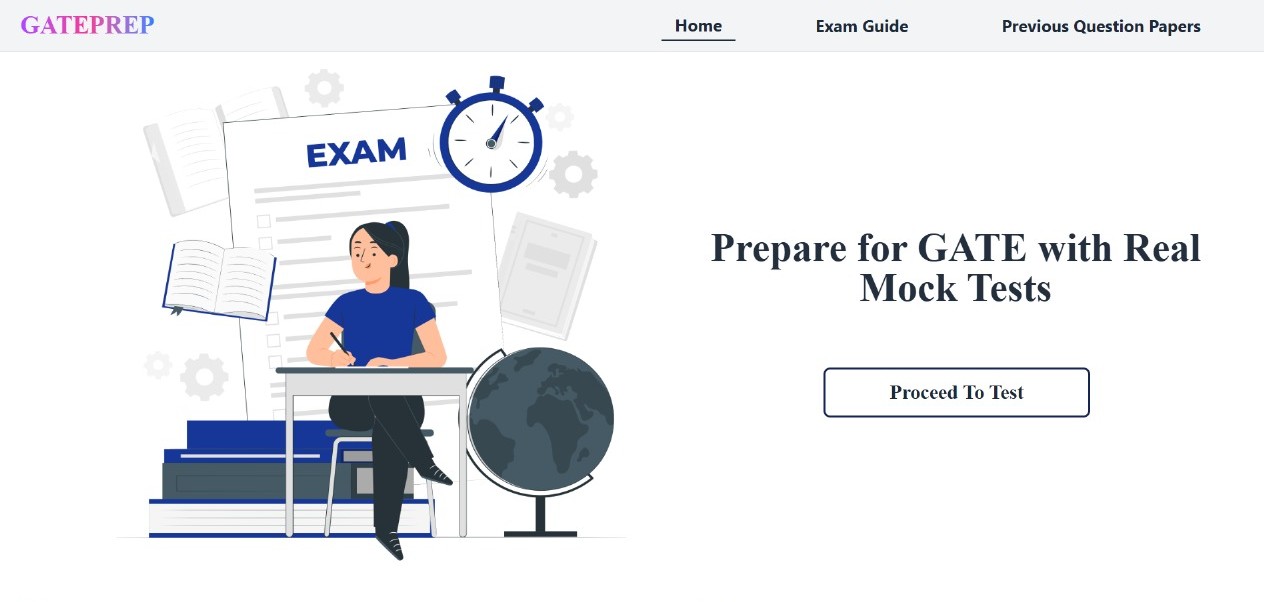 GATEPREP
Home
Exam Guide
Previous Question Papers
EXAM
Prepare for GATE with Real
Mock Tests
Proceed To Test